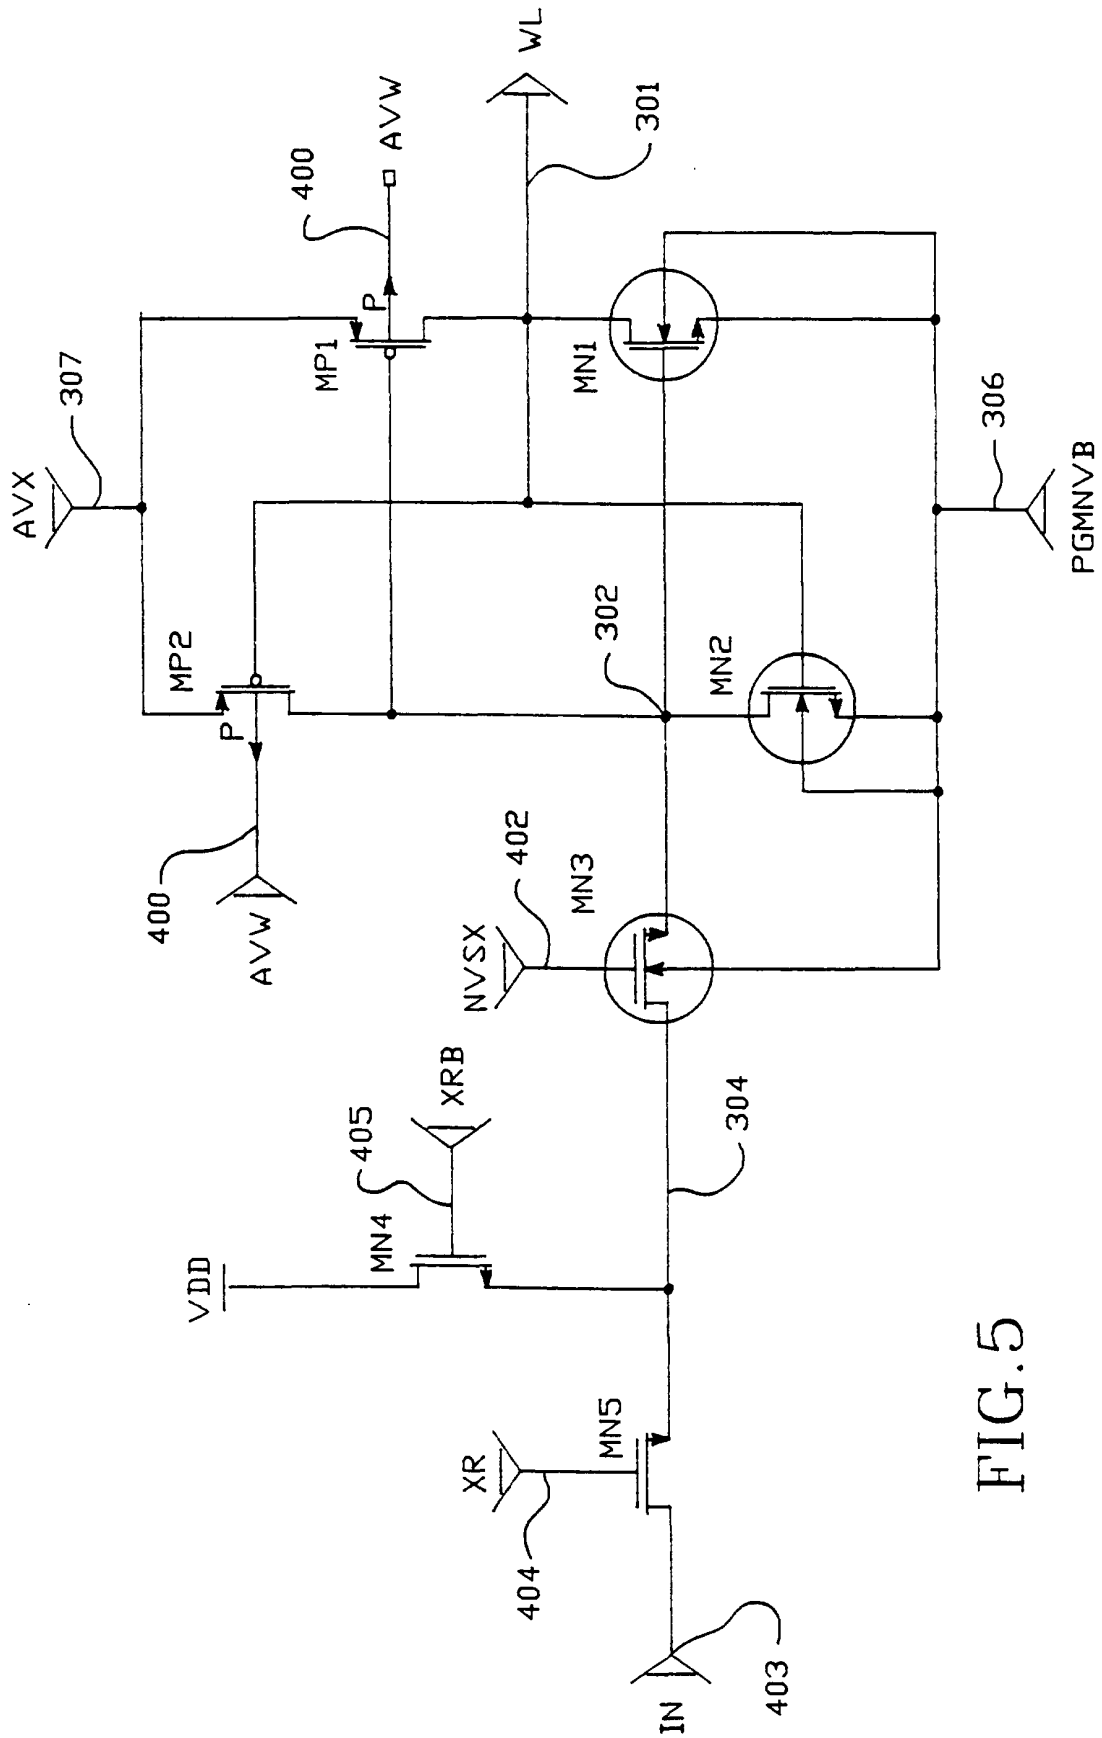 AVX
307
MP2
P
400
AVW
MP1
P
400
AVW
WL
301
302
MN1
MN2
306
PGMNVB
NVSX
402
MN3
VDD
MN4
405
XRB
304
XR
404
MN5
IN
403
FIG.5